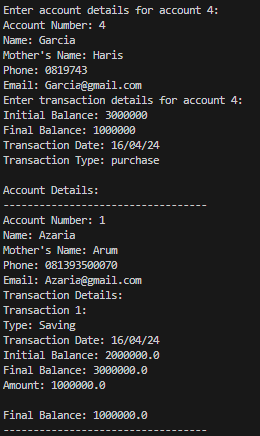 Enter account details for account 4:
Account Number: 4
Name: Garcia
Mother's Name: Haris
Phone: 0819743
Email: Garcia@gmail.com
Enter transaction details for account 4:
Initial Balance: 3000000
Final Balance: 1000000
Transaction Date: 16/04/24
Transaction Type: purchase

Account Details:
----------------------------------
Account Number: 1
Name: Azaria
Mother's Name: Arum
Phone: 081393500070
Email: Azaria@gmail.com
Transaction Details:
Transaction 1:
Type: Saving
Transaction Date: 16/04/24
Initial Balance: 2000000.0
Final Balance: 3000000.0
Amount: 1000000.0

Final Balance: 1000000.0
----------------------------------